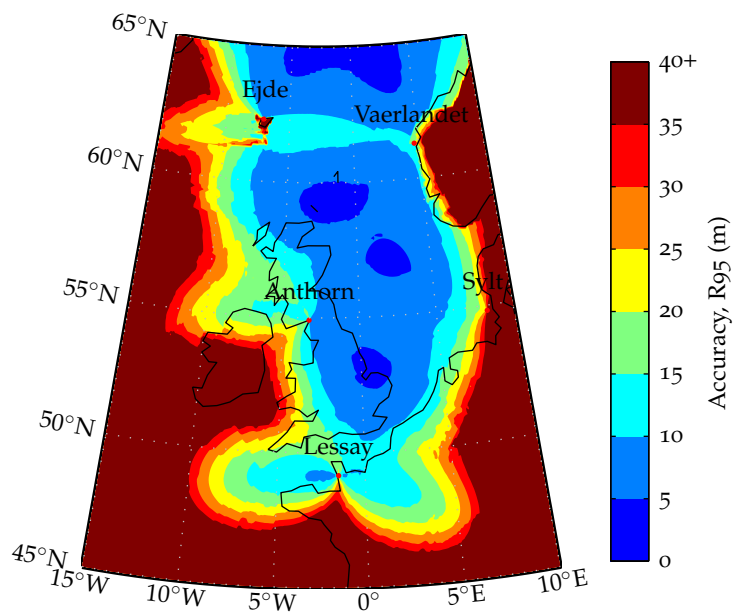 65°N
60°N
55°N
50°N
45°N
15°W
10°W
5°W
0°
5°E
10°E
Ejde
Vaerlandet
Anthorn
Sylt
Lessay
40+
35
30
25
20
15
10
5
0
Accuracy, R95 (m)